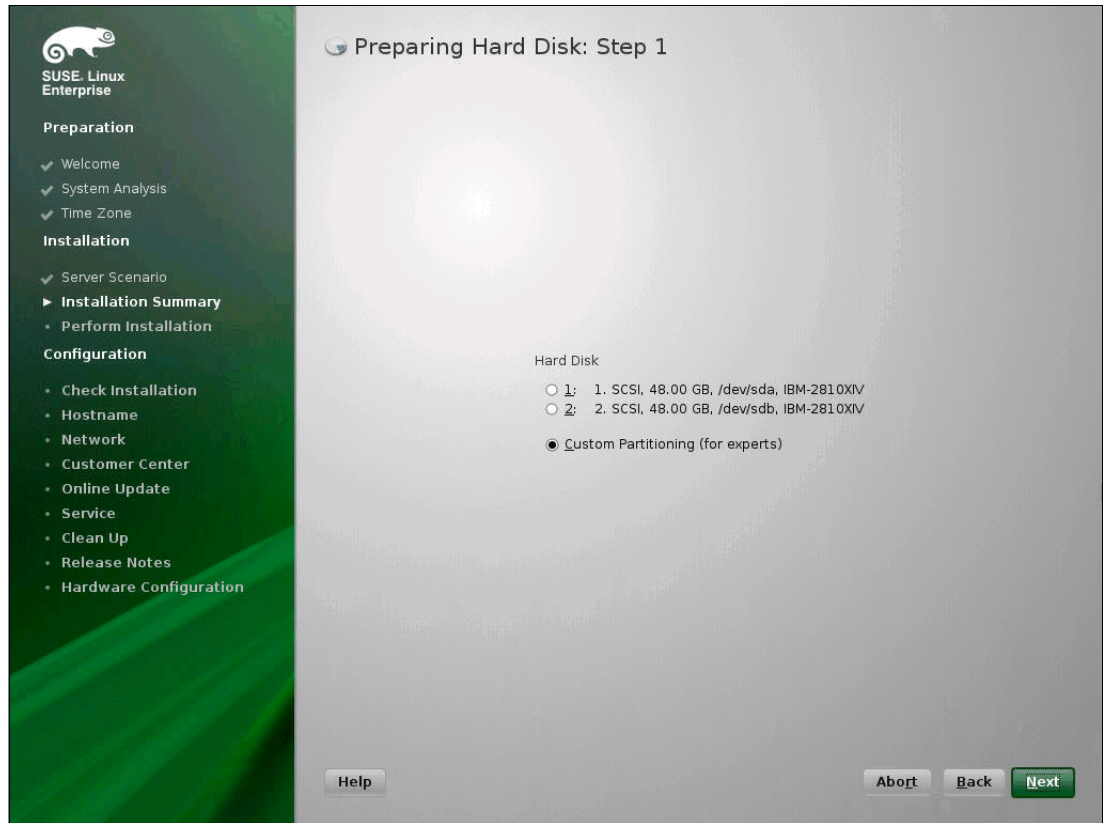 SUSE. Linux
Enterprise
Preparation
Welcome
System Analysis
Time Zone
Installation
Server Scenario
Installation Summary
Perform Installation
Configuration
Check Installation
Hostname
Network
Customer Center
Online Update
Service
Clean Up
Release Notes
Hardware Configuration
Preparing Hard Disk: Step 1
Hard Disk
1: 1. SCSI, 48.00 GB, /dev/sda, IBM-2810XIV
2: 2. SCSI, 48.00 GB, /dev/sdb, IBM-2810XIV
Custom Partitioning (for experts)
Help
Abort
Back
Next